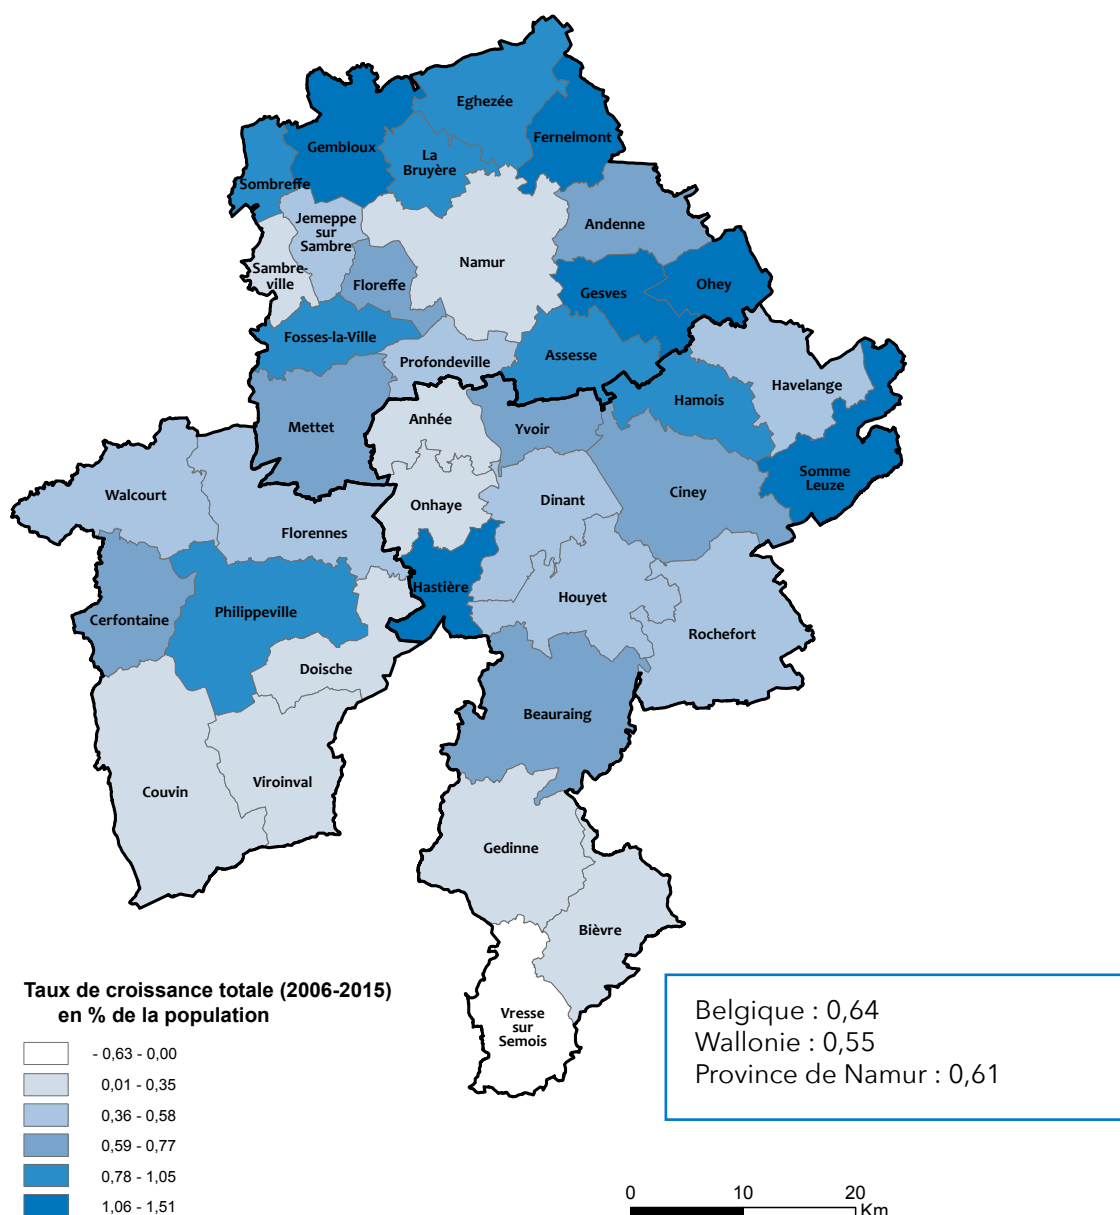 Eghezée
Fernelmont
Gembloux
La
Bruyère
Sombreffe
Jemeppe
sur
Sambre
Andenne
Sambre-
ville
Floreffe
Namur
Gesves
Ohey
Fosses-la-Ville
Profondeville
Assesse
Havelange
Hamois
Anhée
Mettet
Yvoir
Somme
Leuze
Walcourt
Onhaye
Dinant
Ciney
Florennes
Hastière
Houyet
Philippeville
Cerfontaine
Rochefort
Doische
Beauraing
Couvin
Viroinval
Gedinne
Bièvre
Vresse
sur
Semois
Taux de croissance totale (2006-2015)
en % de la population
- 0,63 - 0,00
0,01 - 0,35
0,36 - 0,58
0,59 - 0,77
0,78 - 1,05
1,06 - 1,51
Belgique : 0,64
Wallonie : 0,55
Province de Namur : 0,61
0 10 20
Km